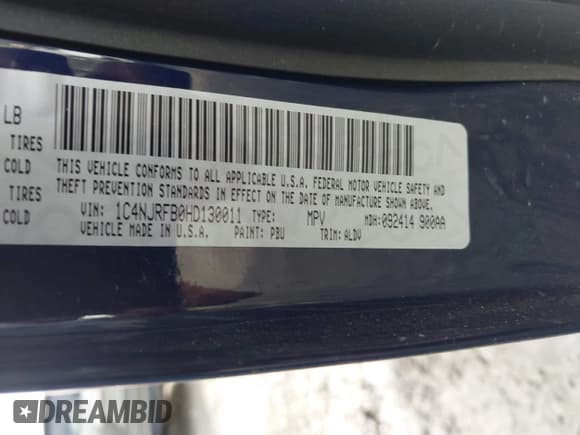 LB
TIRES
COLD
TIRES
COLD
THIS VEHICLE CONFORMS TO ALL APPLICABLE U.S.A. FEDERAL MOTOR VEHICLE SAFETY AND
THEFT PREVENTION STANDARDS IN EFFECT ON THE DATE OF MANUFACTURE SHOWN ABOVE.
VIN: 1C4NJRFB0HD130011 TYPE: MPV MDH:092414 900AA
VEHICLE MADE IN U.S.A. PAINT: PBU TRIM: ALDV
DREAMBID